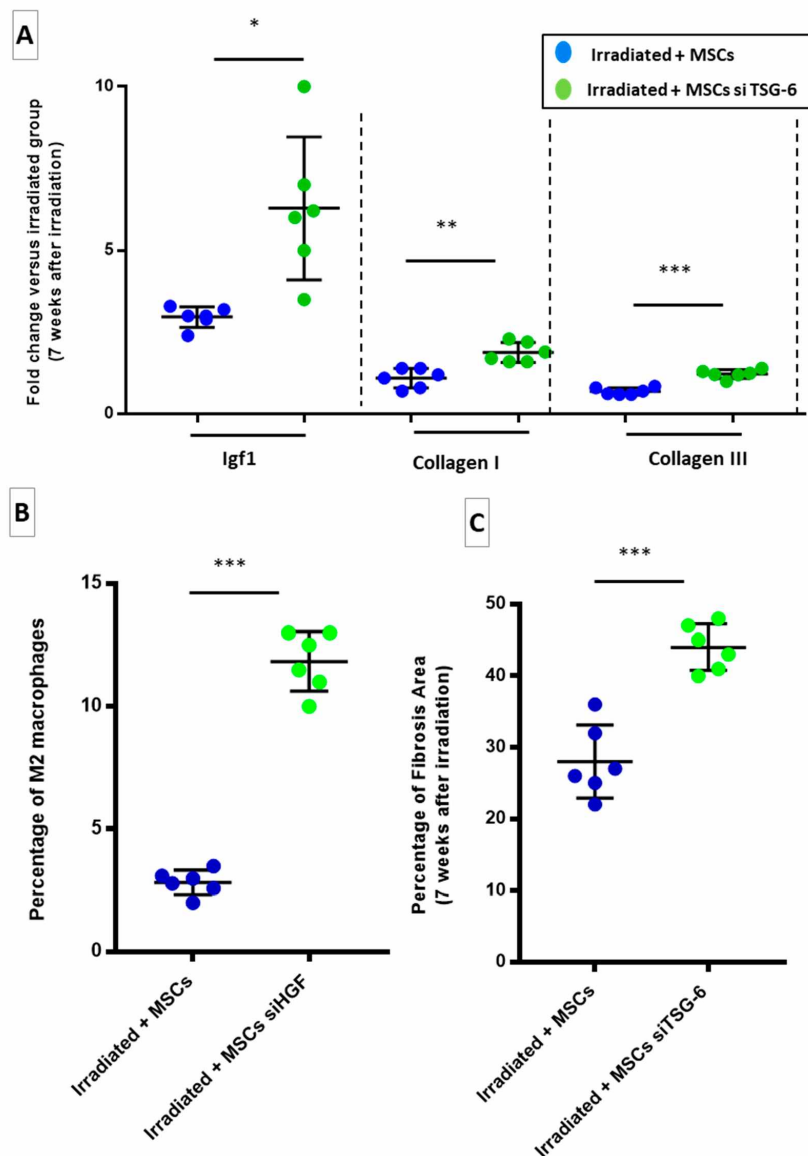 A
*
Irradiated + MSCs
Irradiated + MSCs si TSG-6
Fold change versus irradiated group
(7 weeks after irradiation)
10
5
0
**
***
Igf1
Collagen I
Collagen III
B
***
Percentage of M2 macrophages
15
10
5
0
Irradiated + MSCs
Irradiated + MSCs siHGF
C
***
Percentage of Fibrosis Area
(7 weeks after irradiation)
50
40
30
20
10
0
Irradiated + MSCs
Irradiated + MSCs siTSG-6